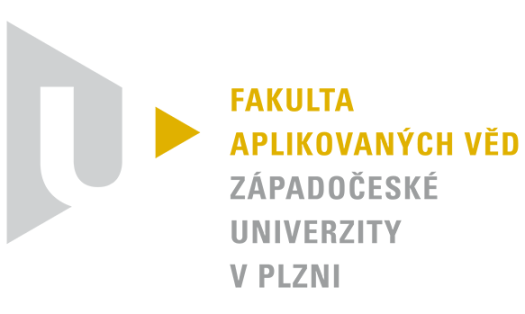 FAKULTA
APLIKOVANÝCH VĚD
ZÁPADOČESKÉ
UNIVERZITY
V PLZNI